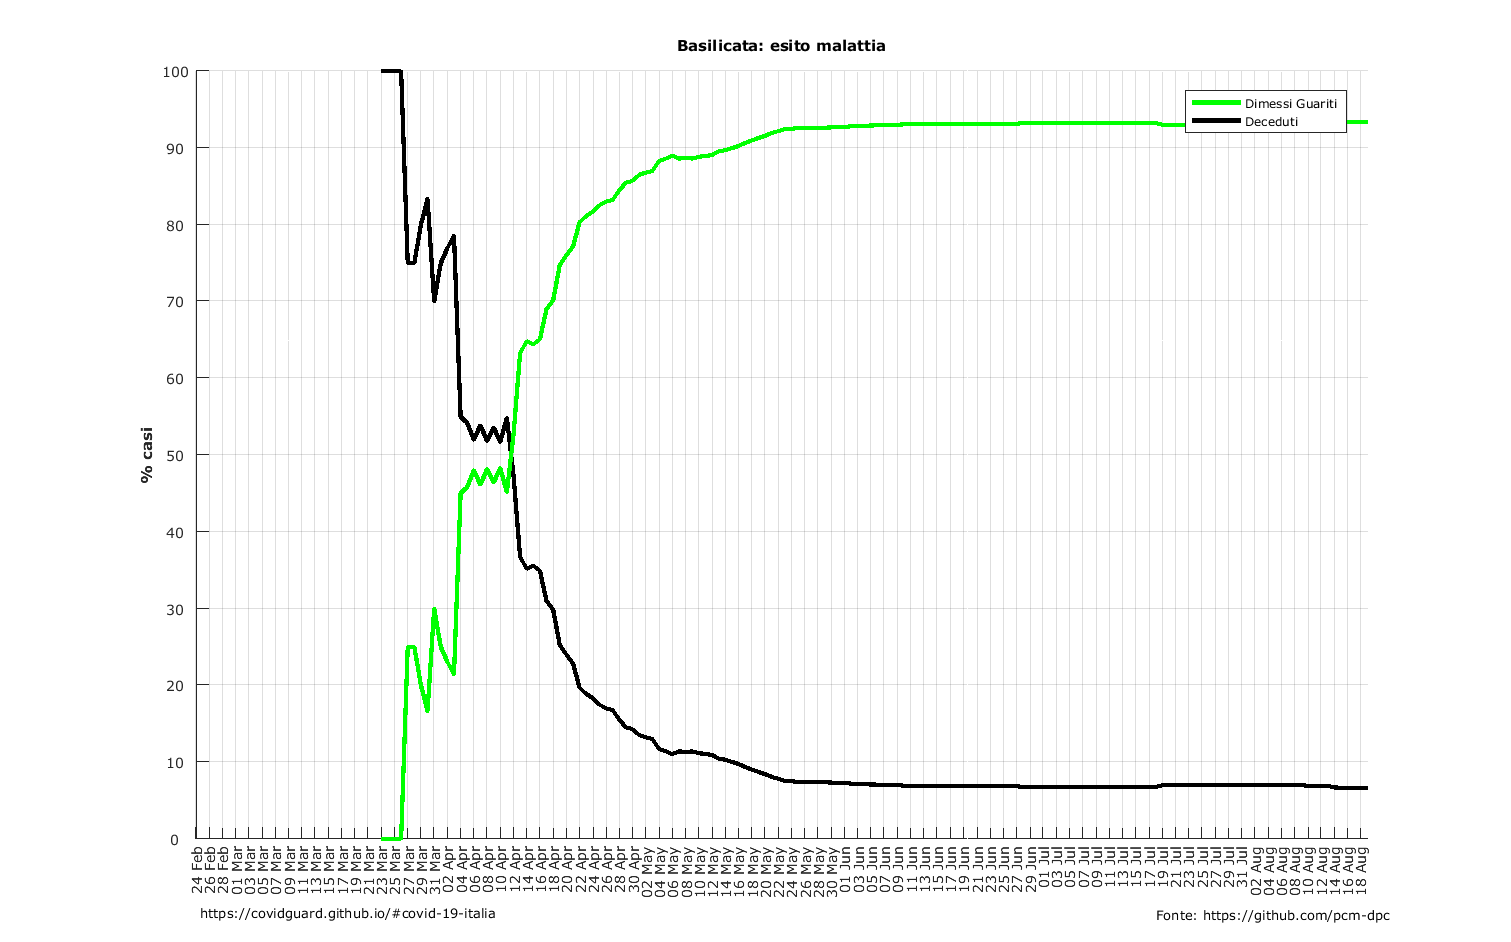 Basilicata: esito malattia
Dimessi Guariti
Deceduti
% casi
100
90
80
70
60
50
40
30
20
10
0
24 Feb
26 Feb
28 Feb
01 Mar
03 Mar
05 Mar
07 Mar
09 Mar
11 Mar
13 Mar
15 Mar
17 Mar
19 Mar
21 Mar
23 Mar
25 Mar
27 Mar
29 Mar
31 Mar
02 Apr
04 Apr
06 Apr
08 Apr
10 Apr
12 Apr
14 Apr
16 Apr
18 Apr
20 Apr
22 Apr
24 Apr
26 Apr
28 Apr
30 Apr
02 May
04 May
06 May
08 May
10 May
12 May
14 May
16 May
18 May
20 May
22 May
24 May
26 May
28 May
30 May
01 Jun
03 Jun
05 Jun
07 Jun
09 Jun
11 Jun
13 Jun
15 Jun
17 Jun
19 Jun
21 Jun
23 Jun
25 Jun
27 Jun
29 Jun
01 Jul
03 Jul
05 Jul
07 Jul
09 Jul
11 Jul
13 Jul
15 Jul
17 Jul
19 Jul
21 Jul
23 Jul
25 Jul
27 Jul
29 Jul
31 Jul
02 Aug
04 Aug
06 Aug
08 Aug
10 Aug
12 Aug
14 Aug
16 Aug
18 Aug
https://covidguard.github.io/#covid-19-italia
Fonte: https://github.com/pcm-dpc